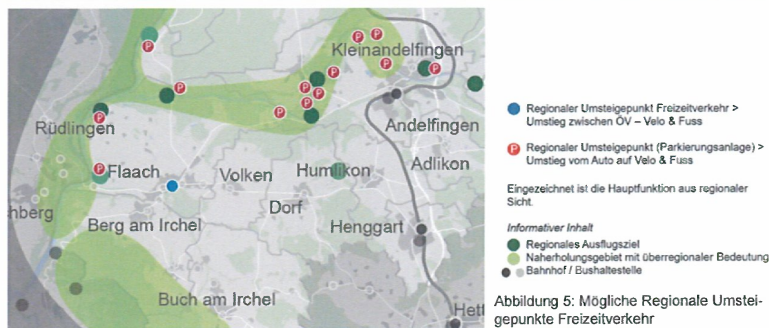 Kleinandelfingen
Rüdlingen
Andelfingen
Flaach
Volken
Humlikon
Adlikon
chberg
Berg am Irchel
Dorf
Henggart
Buch am Irchel
Hett
P
P
P
P
P
P
P
P
P
P
P
P
P
P
Regionaler Umsteigepunkt Freizeitverkehr >
Umstieg zwischen ÖV – Velo & Fuss
P
Regionaler Umsteigepunkt (Parkierungsanlage) >
Umstieg vom Auto auf Velo & Fuss
Eingezeichnet ist die Hauptfunktion aus regionaler
Sicht.
Informativer Inhalt
Regionales Ausflugsziel
Naherholungsgebiet mit überregionaler Bedeutung
Bahnhof / Bushaltestelle
Abbildung 5: Mögliche Regionale Umstei-
gepunkte Freizeitverkehr